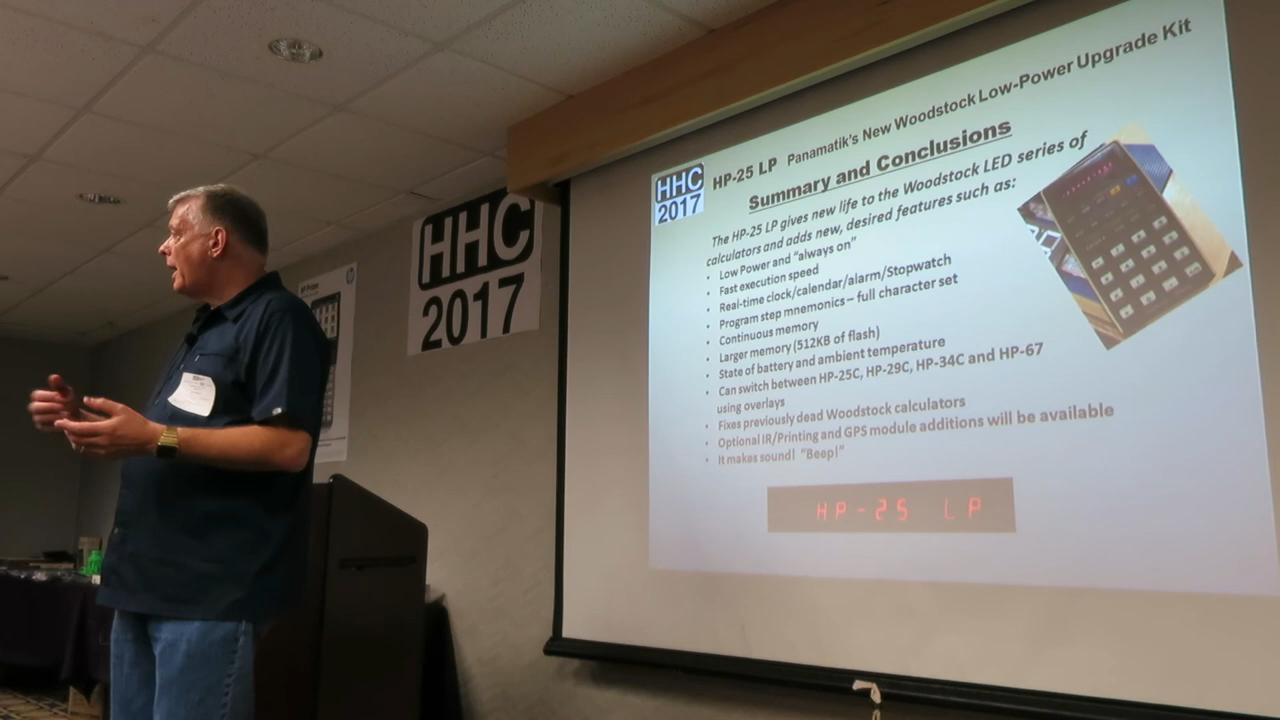 HHC
2017
HHC
2017
HP-25 LP Panamatik's New Woodstock Low-Power Upgrade Kit
Summary and Conclusions
The HP-25 LP gives new life to the Woodstock LED series of
calculators and adds new, desired features such as:
• Low Power and "always on"
• Fast execution speed
• Real-time clock/calendar/alarm/Stopwatch
• Program step mnemonics – full character set
• Continuous memory
• Larger memory (512KB of flash)
• State of battery and ambient temperature
• Can switch between HP-25C, HP-29C, HP-34C and HP-67
using overlays
• Fixes previously dead Woodstock calculators
• Optional IR/Printing and GPS module additions will be available
• It makes sound! "Beep!"
HP-25 LP
HP Prime